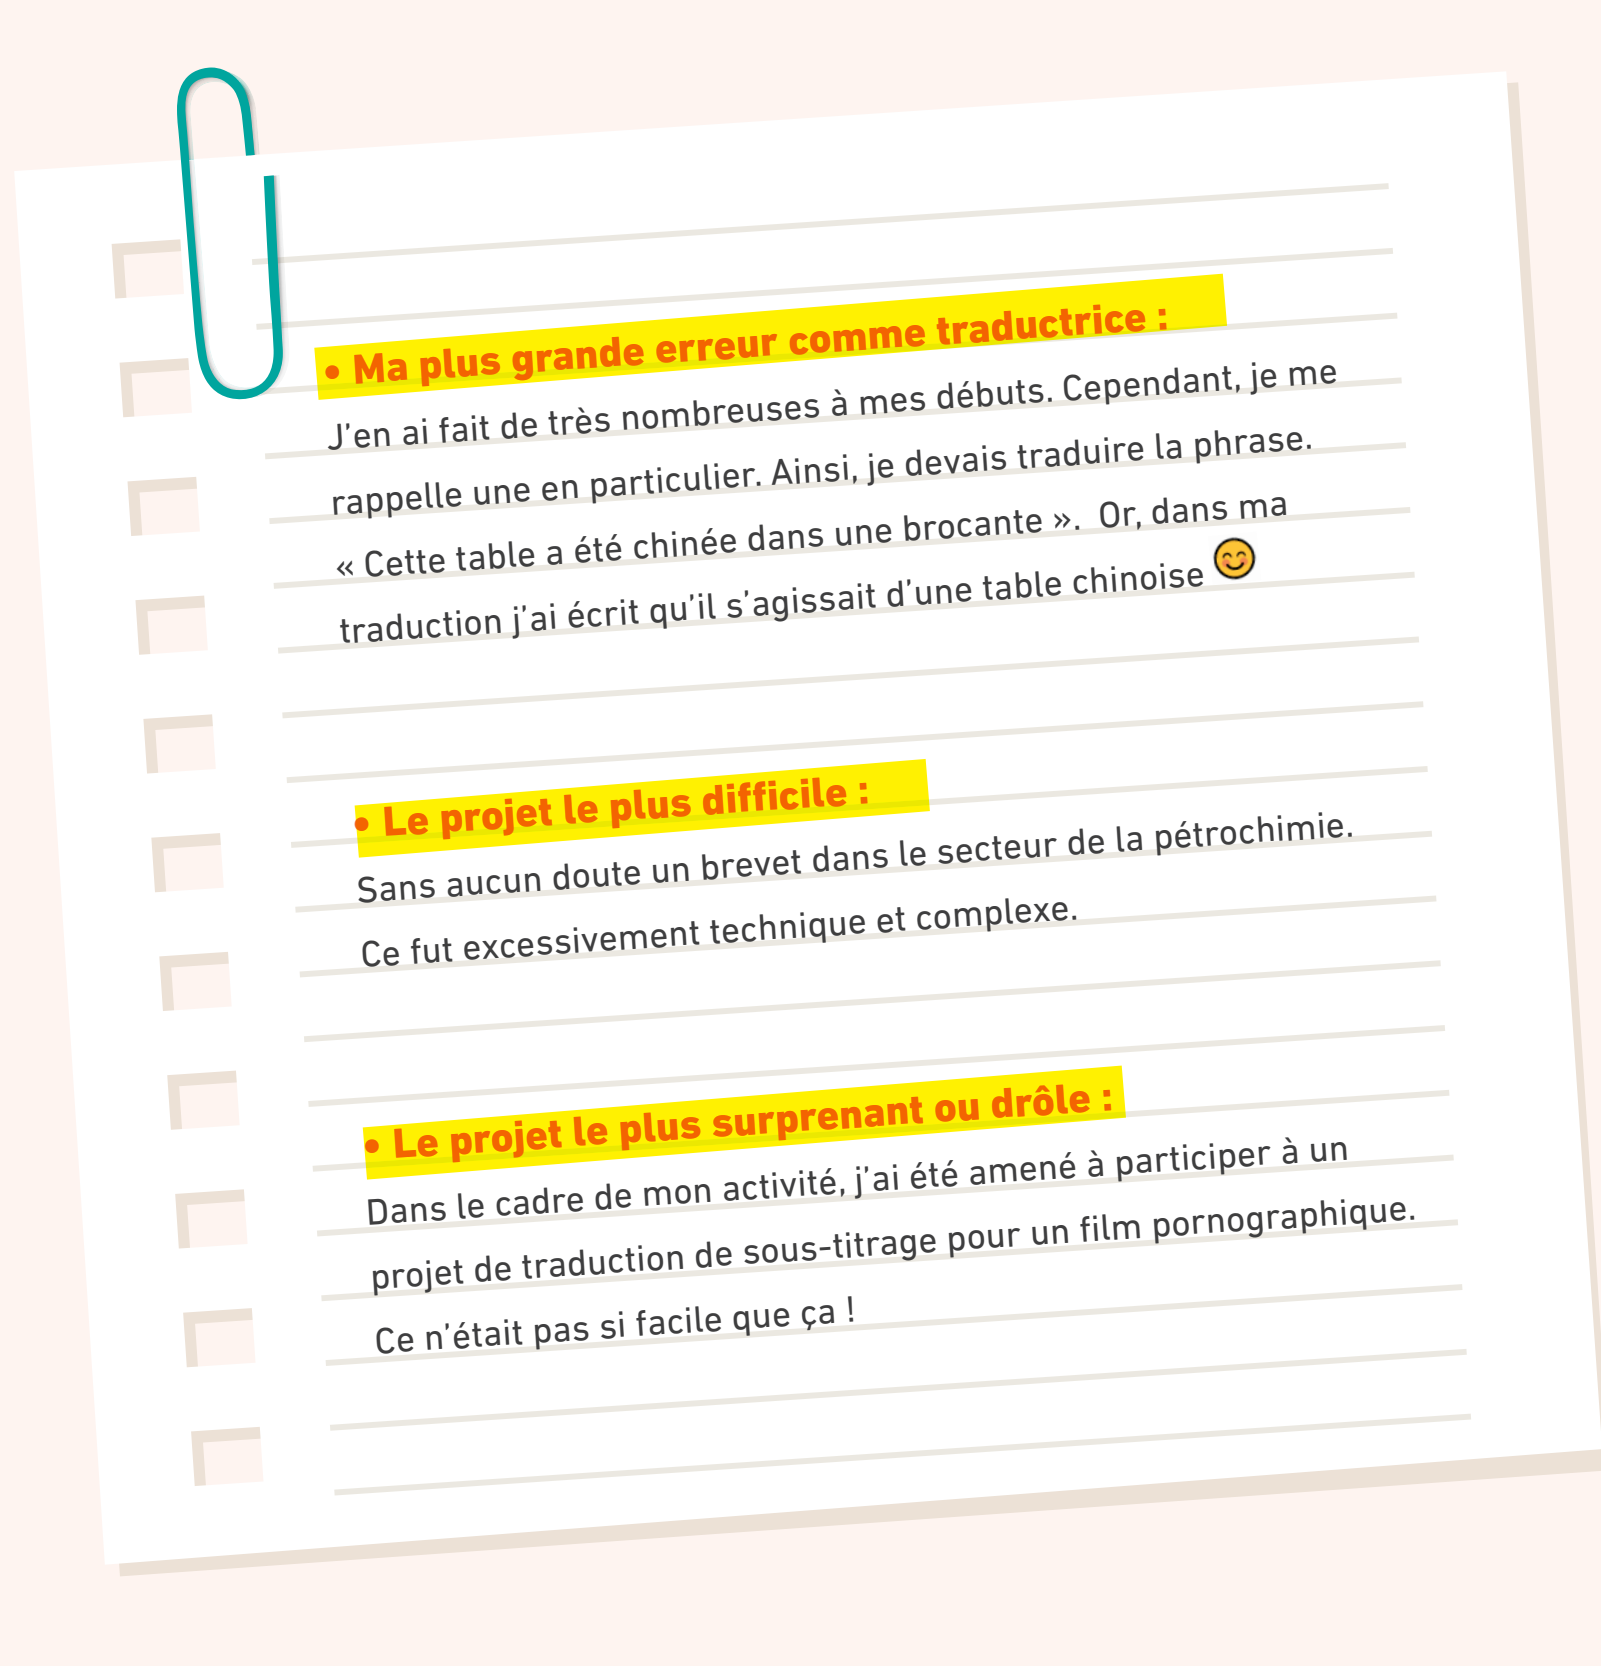 • Ma plus grande erreur comme traductrice :
J’en ai fait de très nombreuses à mes débuts. Cependant, je me
rappelle une en particulier. Ainsi, je devais traduire la phrase.
« Cette table a été chinée dans une brocante ». Or, dans ma
traduction j’ai écrit qu’il s’agissait d’une table chinoise 😊
• Le projet le plus difficile :
Sans aucun doute un brevet dans le secteur de la pétrochimie.
Ce fut excessivement technique et complexe.
• Le projet le plus surprenant ou drôle :
Dans le cadre de mon activité, j’ai été amené à participer à un
projet de traduction de sous-titrage pour un film pornographique.
Ce n’était pas si facile que ça !